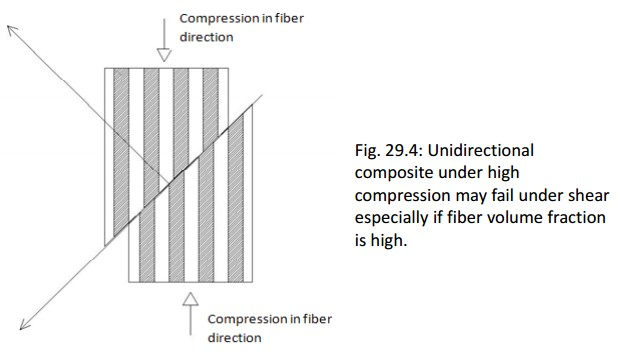 Compression in fiber
direction
Fig. 29.4: Unidirectional
composite under high
compression may fail under shear
especially if fiber volume fraction
is high.
Compression in fiber
direction